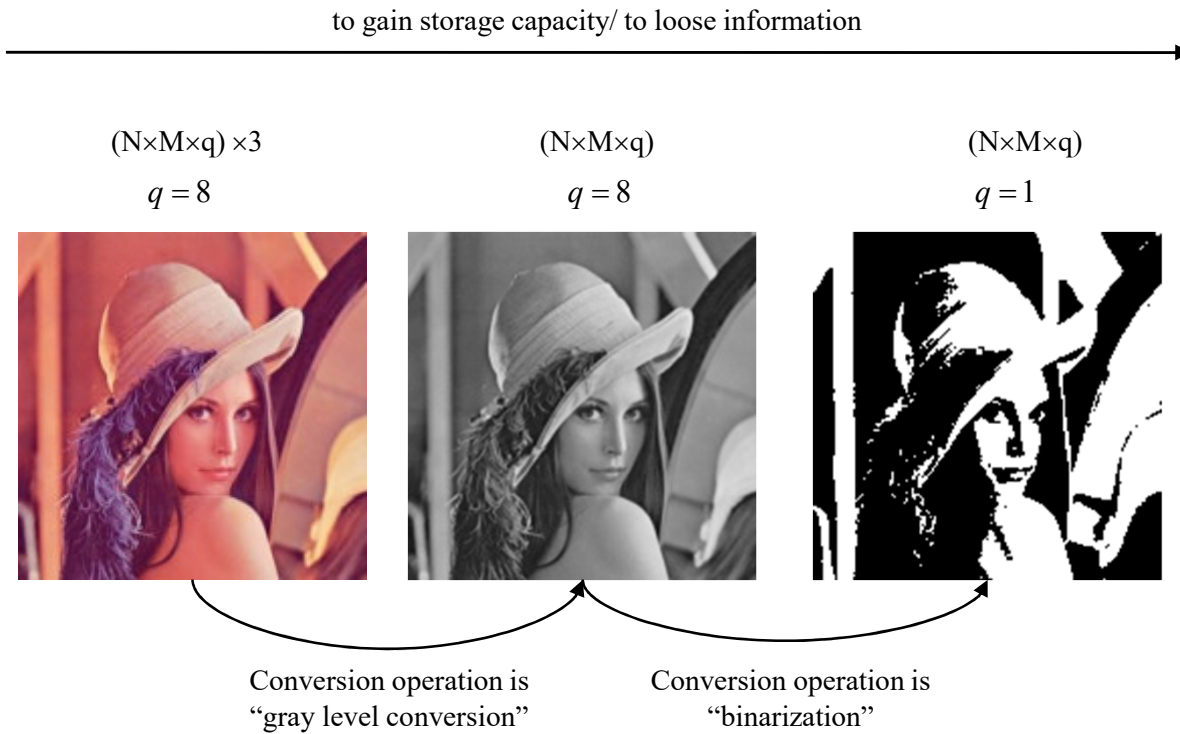 to gain storage capacity/ to loose information
(N×M×q) ×3
(N×M×q)
(N×M×q)
q = 8
q = 8
q = 1
Conversion operation is
“gray level conversion”
Conversion operation is
“binarization”